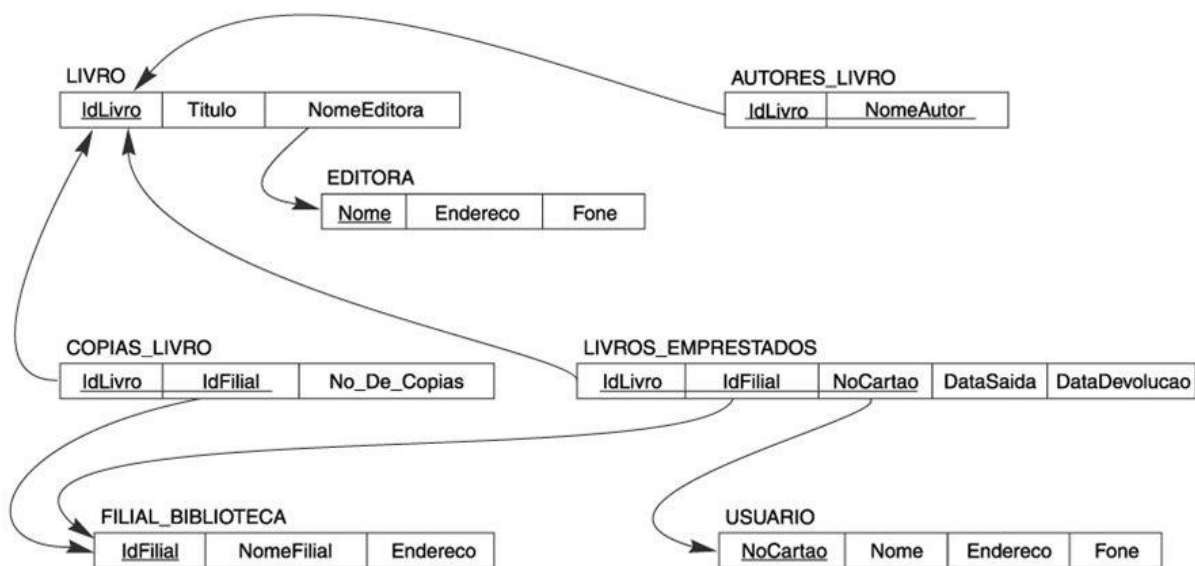 LIVRO
IdLivro Titulo NomeEditora
AUTORES_LIVRO
IdLivro NomeAutor
EDITORA
Nome Endereco Fone
COPIAS_LIVRO
IdLivro IdFilial No_De_Copias
LIVROS_EMPRESTADOS
IdLivro IdFilial NoCartao DataSaida DataDevolucao
FILIAL_BIBLIOTECA
IdFilial NomeFilial Endereco
USUARIO
NoCartao Nome Endereco Fone